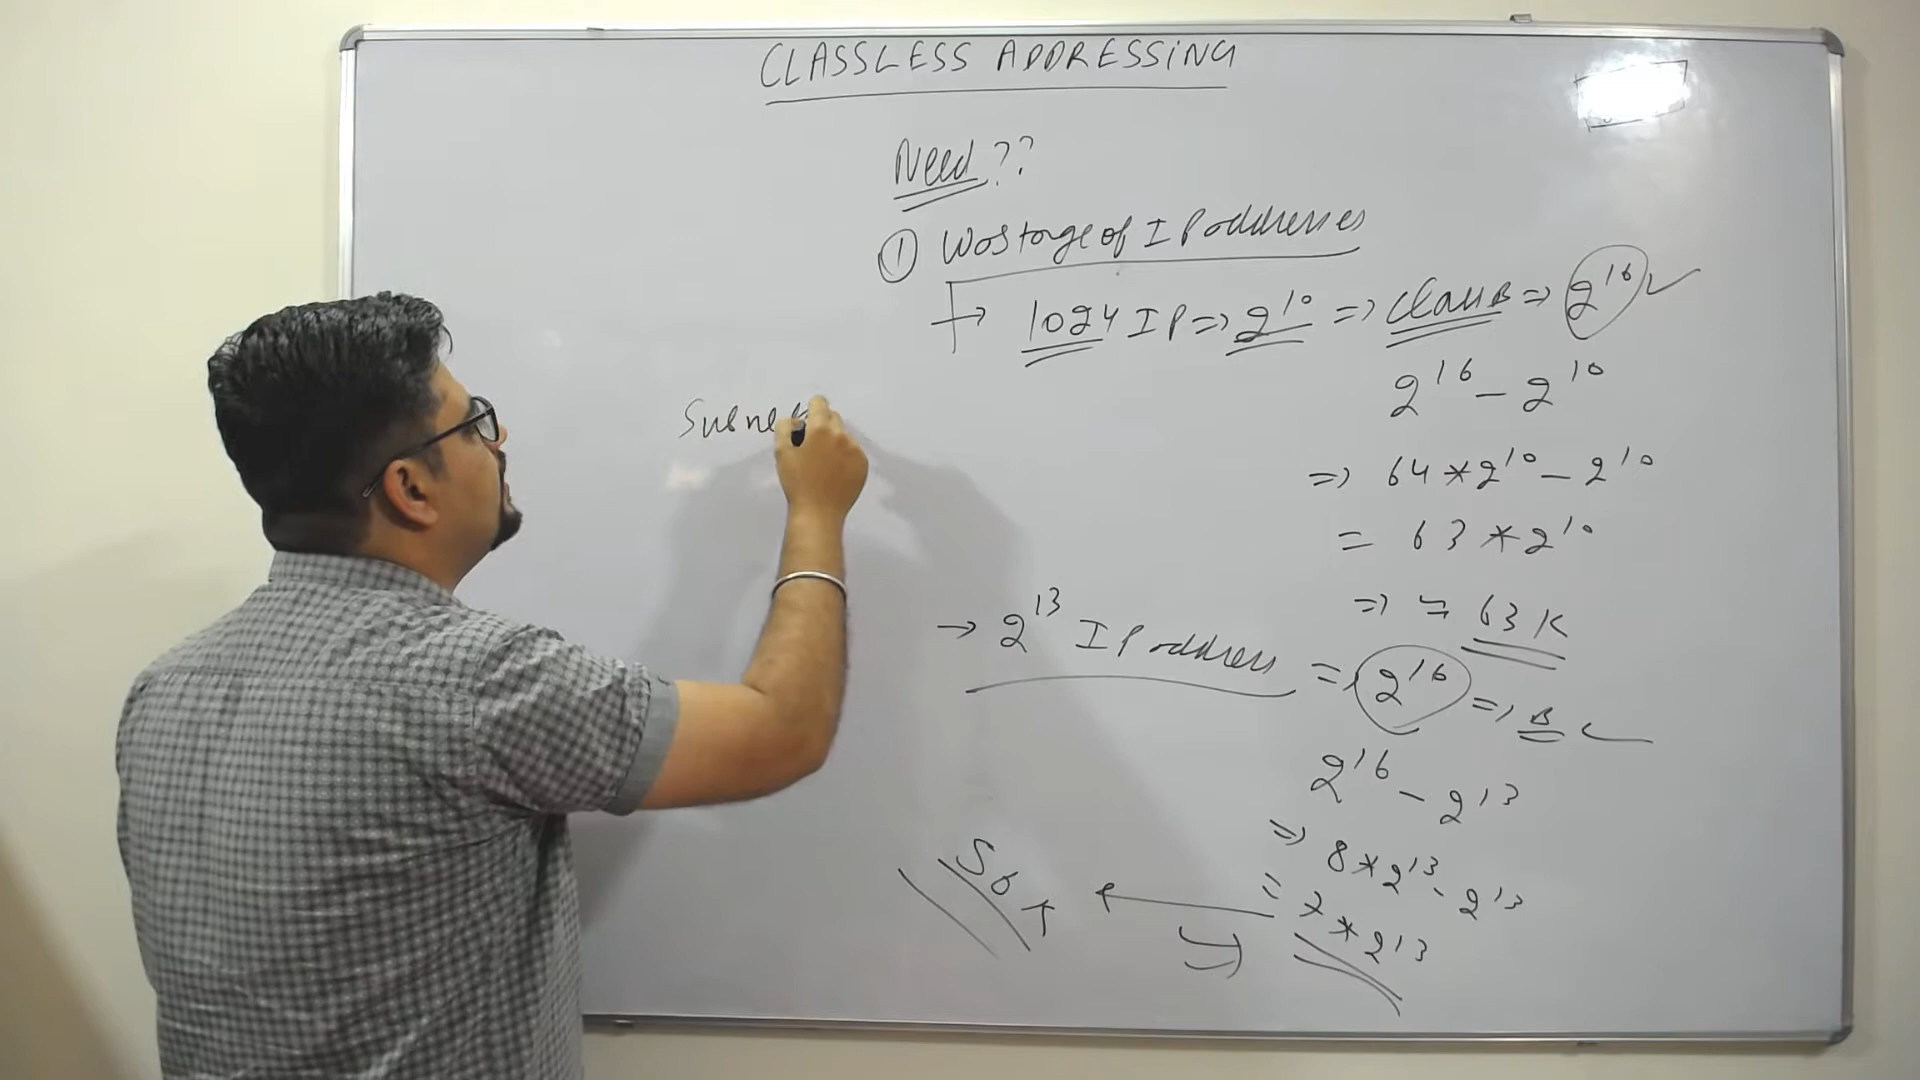 CLASSLESS ADDRESSING
Need??
① Wastage of IP addresses
→ 1024 IP => 2^10 => Class B => 2^16 ✓
2^16 - 2^10
=> 64 * 2^10 - 2^10
= 63 * 2^10
=> ≒ 63K
→ 2^13 IP address => 2^16 => B
2^16 - 2^13
=> 8 * 2^13 - 2^13
= 7 * 2^13